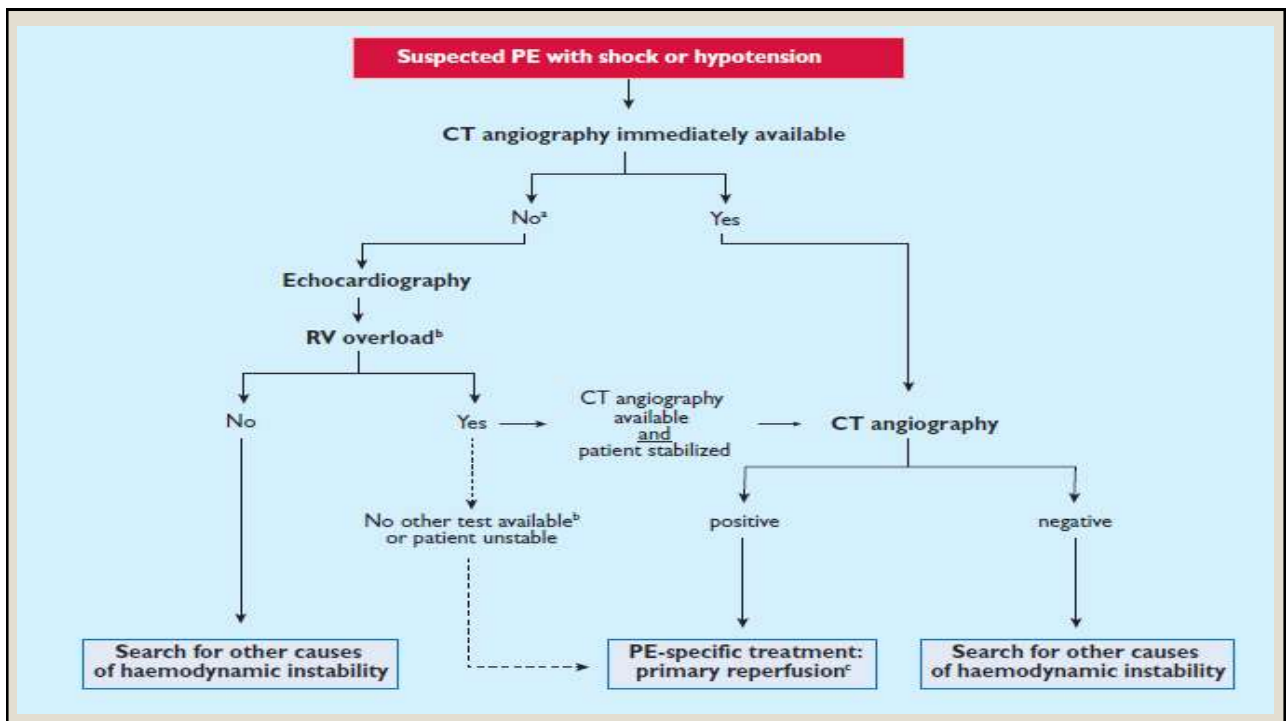 Suspected PE with shock or hypotension
CT angiography immediately available
Noᵃ
Yes
Echocardiography
RV overloadᵇ
No
Yes
CT angiography
available
and
patient stabilized
CT angiography
No other test availableᵇ
or patient unstable
positive
negative
Search for other causes
of haemodynamic instability
PE-specific treatment:
primary reperfusionᶜ
Search for other causes
of haemodynamic instability